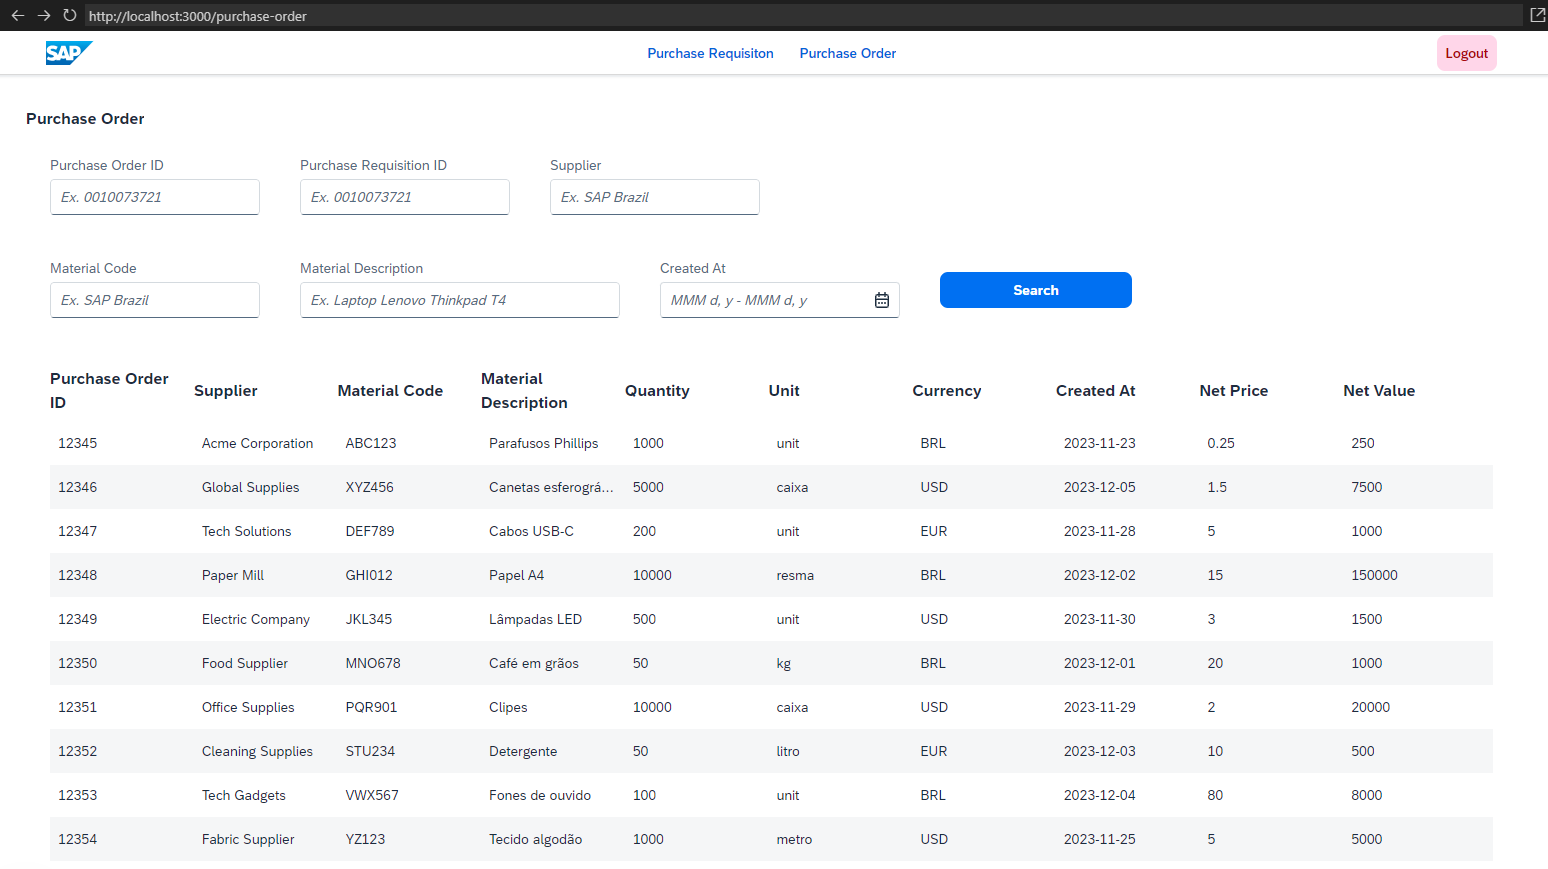 http://localhost:3000/purchase-order
SAP
Purchase Requisiton Purchase Order
Logout
Purchase Order
Purchase Order ID Purchase Requisition ID Supplier
Ex. 0010073721 Ex. 0010073721 Ex. SAP Brazil
Material Code Material Description Created At
Ex. SAP Brazil Ex. Laptop Lenovo Thinkpad T4 MMM d, y - MMM d, y Search
Purchase Order ID Supplier Material Code Material Description Quantity Unit Currency Created At Net Price Net Value
12345 Acme Corporation ABC123 Parafusos Phillips 1000 unit BRL 2023-11-23 0.25 250
12346 Global Supplies XYZ456 Canetas esferográ... 5000 caixa USD 2023-12-05 1.5 7500
12347 Tech Solutions DEF789 Cabos USB-C 200 unit EUR 2023-11-28 5 1000
12348 Paper Mill GHI012 Papel A4 10000 resma BRL 2023-12-02 15 150000
12349 Electric Company JKL345 Lâmpadas LED 500 unit USD 2023-11-30 3 1500
12350 Food Supplier MNO678 Café em grãos 50 kg BRL 2023-12-01 20 1000
12351 Office Supplies PQR901 Clipes 10000 caixa USD 2023-11-29 2 20000
12352 Cleaning Supplies STU234 Detergente 50 litro EUR 2023-12-03 10 500
12353 Tech Gadgets VWX567 Fones de ouvido 100 unit BRL 2023-12-04 80 8000
12354 Fabric Supplier YZ123 Tecido algodão 1000 metro USD 2023-11-25 5 5000